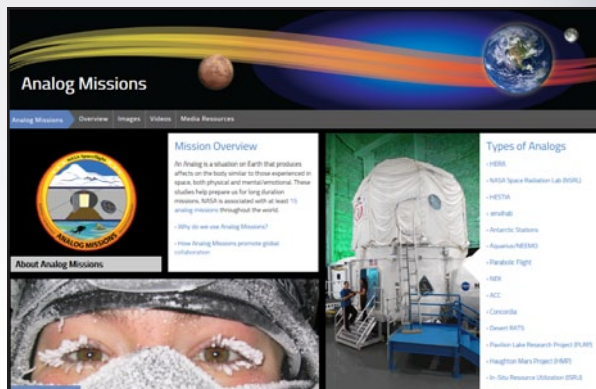 Analog Missions
Analog Missions
Overview
Images
Videos
Media Resources
NASA Spaceflight
ANALOG MISSIONS
About Analog Missions
Mission Overview
An Analog is a situation on Earth that produces
affects on the body similar to those experienced in
space, both physical and mental/emotional. These
studies help prepare us for long duration
missions. NASA is associated with at least 15
analog missions throughout the world.
› Why do we use Analog Missions?
› How Analog Missions promote global
collaboration
Types of Analogs
› HERA
› NASA Space Radiation Lab (NSRL)
› HESTIA
› :envihab
› Antarctic Stations
› Aquarius/NEEMO
› Parabolic Flight
› NEK
› ACC
› Concordia
› Desert RATS
› Pavilion Lake Research Project (PLRP)
› Haughton Mars Project (HMP)
› In-Situ Resource Utilization (ISRU)